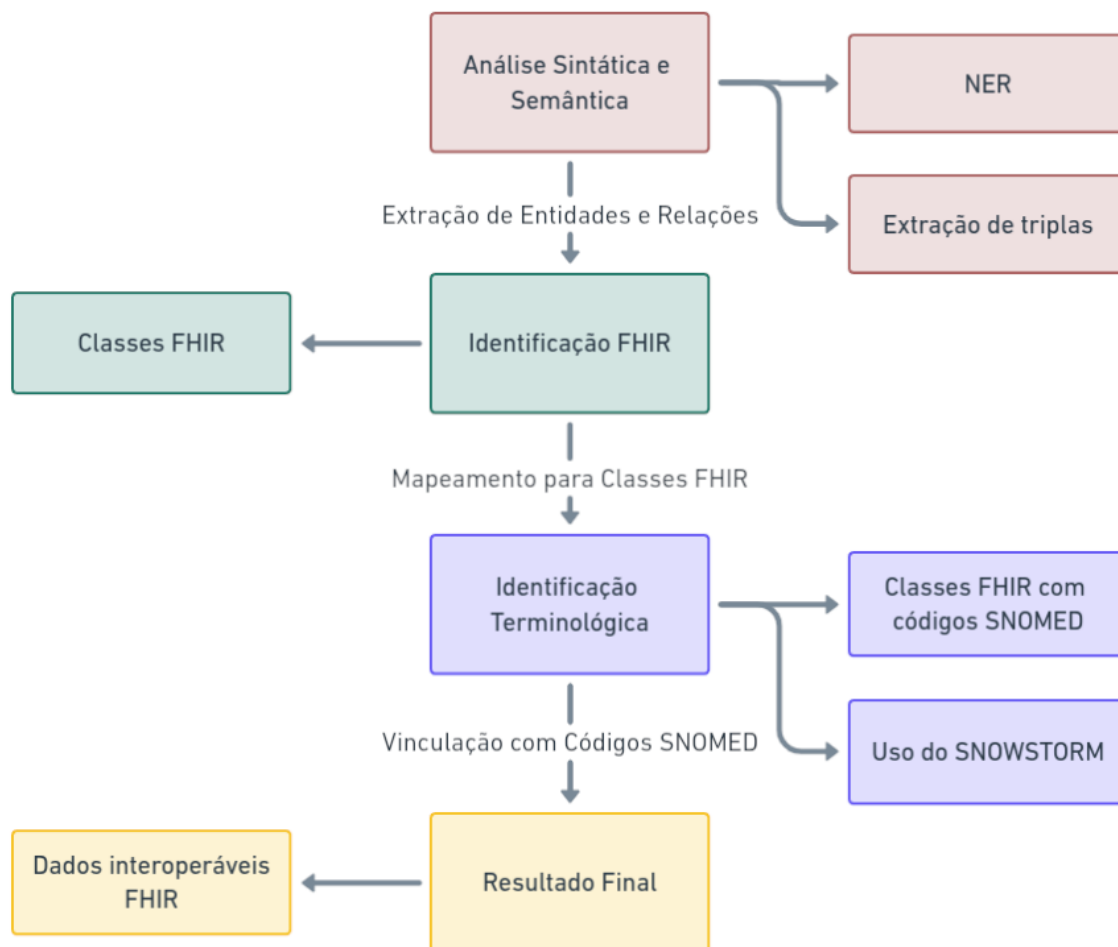 Análise Sintática e
Semântica
NER
Extração de triplas
Extração de Entidades e Relações
Classes FHIR
Identificação FHIR
Mapeamento para Classes FHIR
Identificação
Terminológica
Classes FHIR com
códigos SNOMED
Uso do SNOWSTORM
Vinculação com Códigos SNOMED
Dados interoperáveis
FHIR
Resultado Final